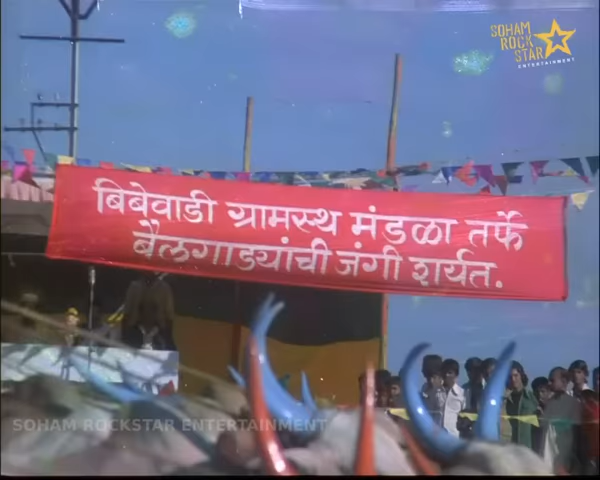 SOHAM
ROCK
STAR
ENTERTAINMENT
बिबेवाडी ग्रामस्थ मंडळा तर्फे
बैलगाड्यांची जंगी शर्यत.
SOHAM ROCKSTAR ENTERTAINMENT